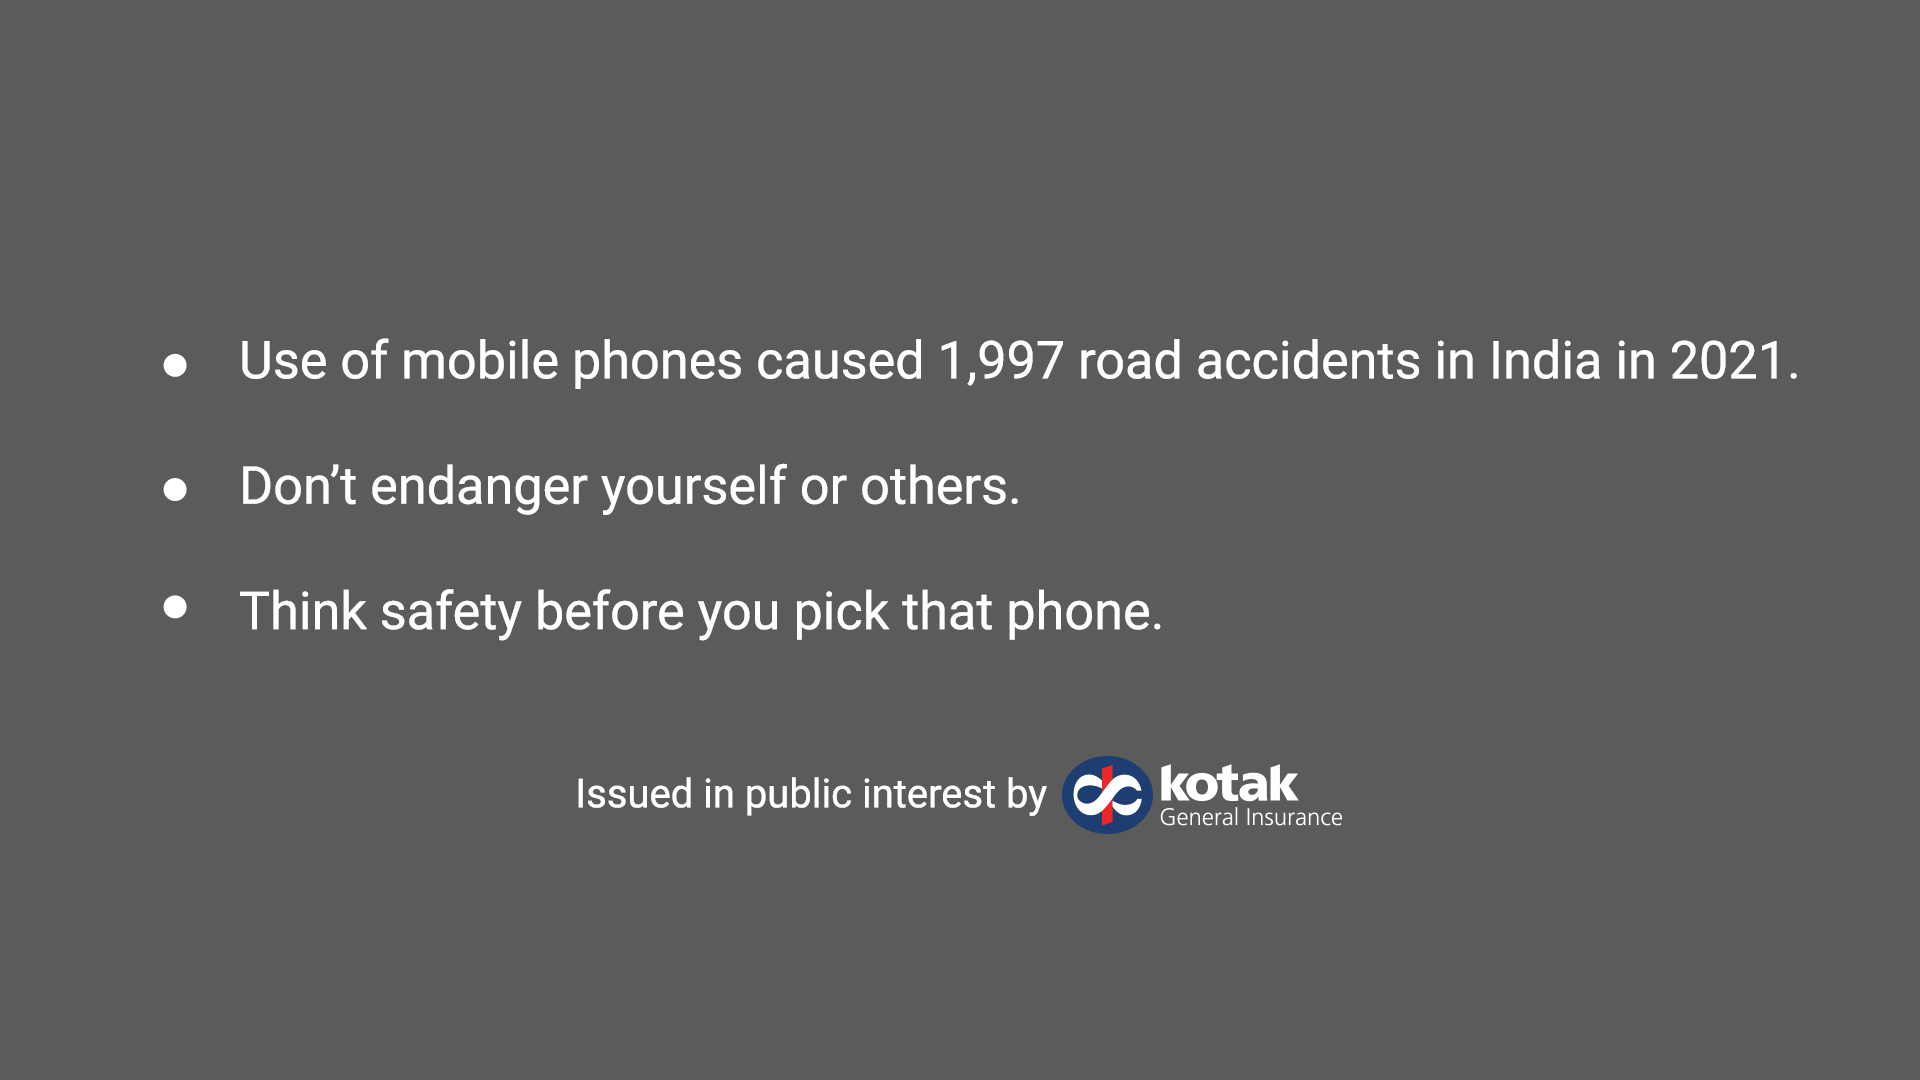 ● Use of mobile phones caused 1,997 road accidents in India in 2021.
● Don’t endanger yourself or others.
● Think safety before you pick that phone.
Issued in public interest by
kotak
General Insurance